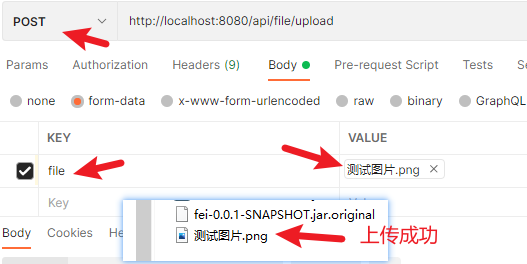 POST http://localhost:8080/api/file/upload
Params Authorization Headers (9) Body Pre-request Script Tests S
none form-data x-www-form-urlencoded raw binary GraphQL
KEY VALUE
file 测试图片.png ×
Key
fei-0.0.1-SNAPSHOT.jar.original
测试图片.png 上传成功
Body Cookies